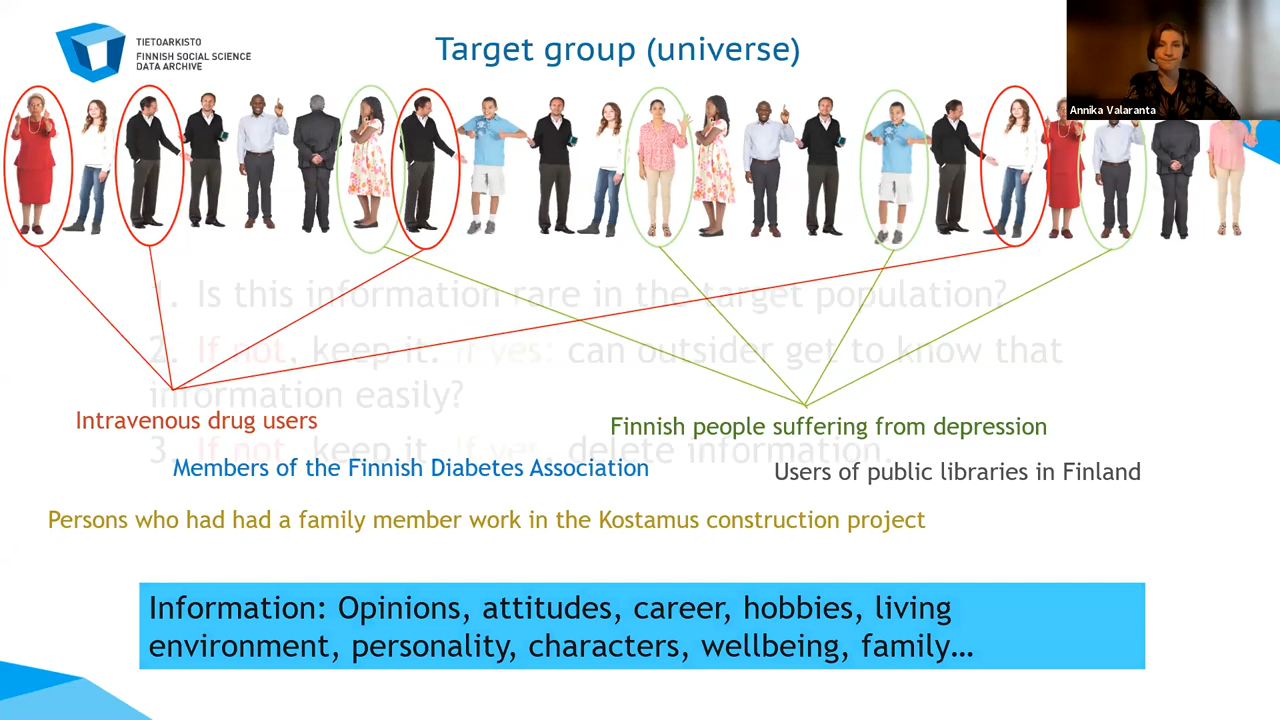 TIETOARKISTO
FINNISH SOCIAL SCIENCE
DATA ARCHIVE
Target group (universe)
Annika Valaranta
1. Is this information rare in the target population?
2. If not, keep it. If yes: can outsider get to know that
information easily?
3. If not, keep it. If yes, delete information.
Intravenous drug users
Finnish people suffering from depression
Members of the Finnish Diabetes Association
Users of public libraries in Finland
Persons who had had a family member work in the Kostamus construction project
Information: Opinions, attitudes, career, hobbies, living
environment, personality, characters, wellbeing, family…